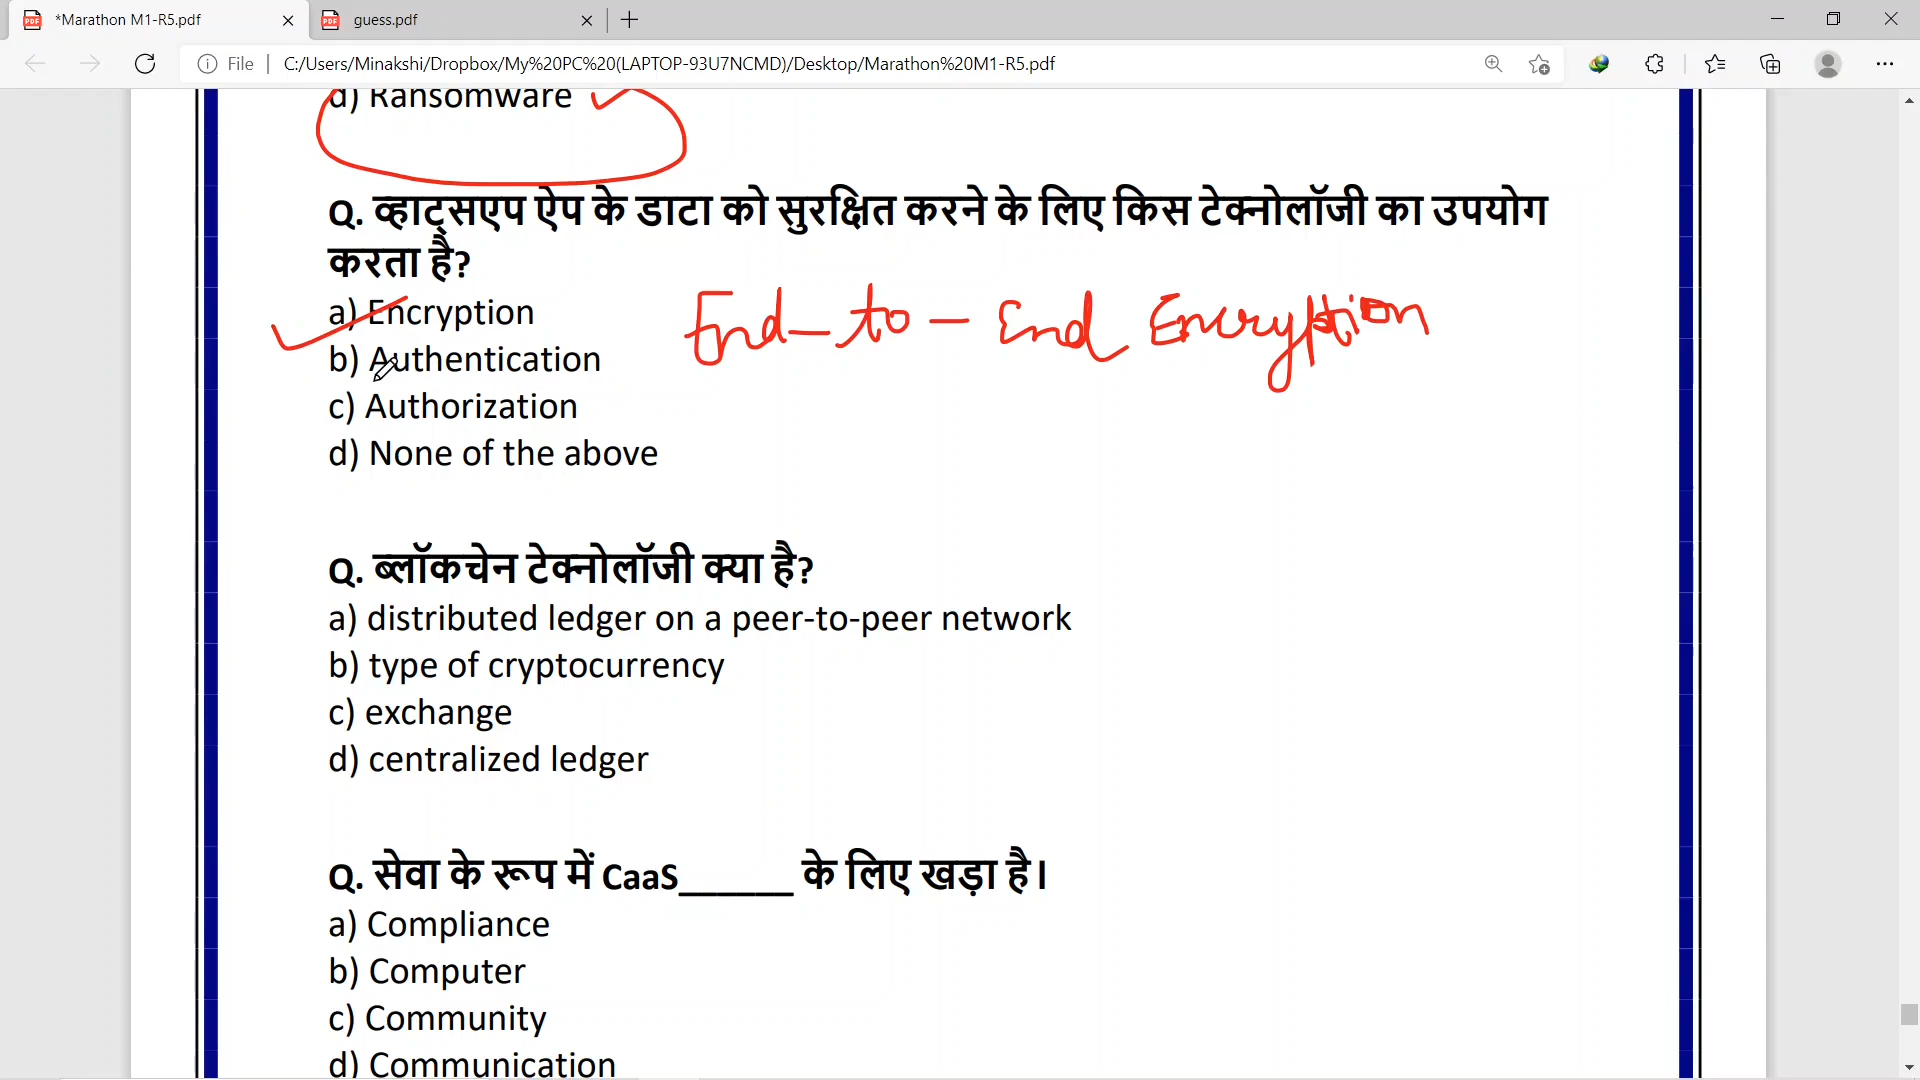 *Marathon M1-R5.pdf
guess.pdf
File
C:/Users/Minakshi/Dropbox/My%20PC%20(LAPTOP-93U7NCMD)/Desktop/Marathon%20M1-R5.pdf
d) Ransomware
Q. व्हाट्सएप ऐप के डाटा को सुरक्षित करने के लिए किस टेक्नोलॉजी का उपयोग
करता है?
a) Encryption
End-to-End Encryption
b) Authentication
c) Authorization
d) None of the above
Q. ब्लॉकचेन टेक्नोलॉजी क्या है?
a) distributed ledger on a peer-to-peer network
b) type of cryptocurrency
c) exchange
d) centralized ledger
Q. सेवा के रूप में CaaS______ के लिए खड़ा है।
a) Compliance
b) Computer
c) Community
d) Communication